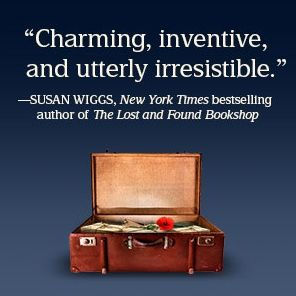 “Charming, inventive,
and utterly irresistible.”
—SUSAN WIGGS, New York Times bestselling
author of The Lost and Found Bookshop